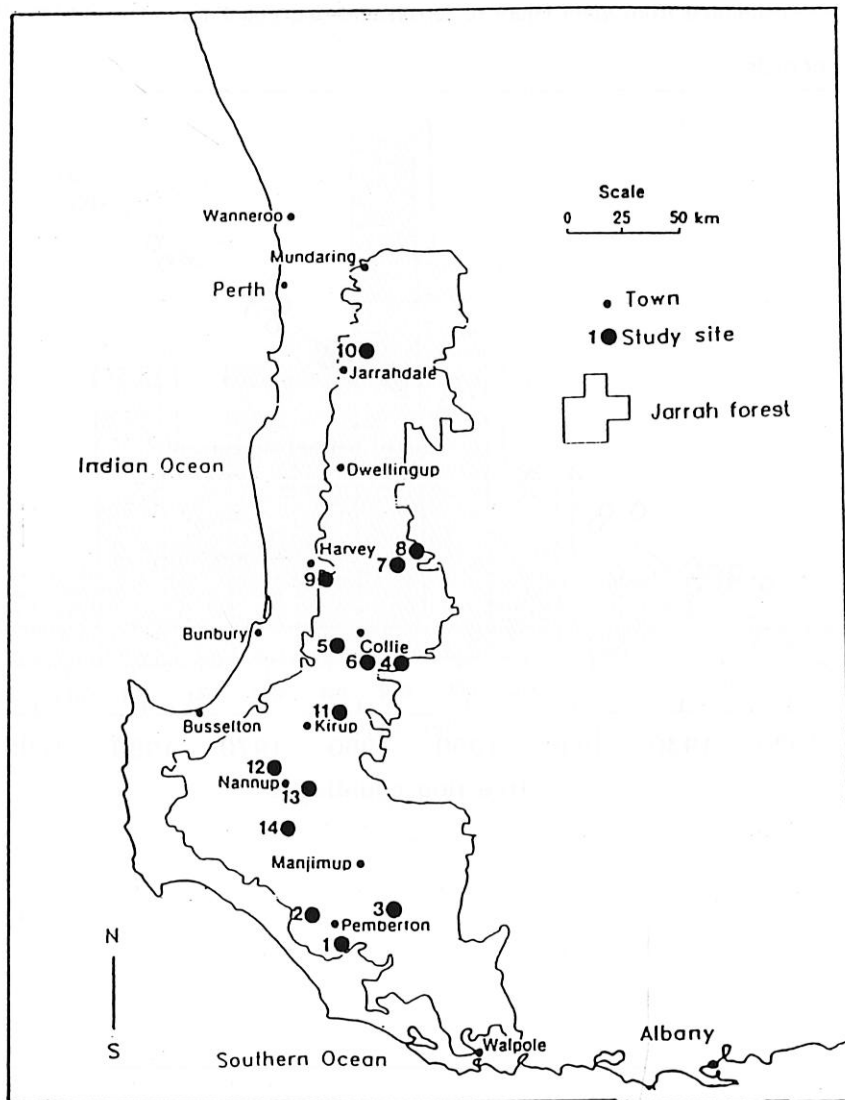 Scale
0 25 50 km
Wanneroo
Mundaring
Perth
Town
1 Study site
10
Jarrahdale
Jarrah forest
Indian Ocean
Dwellingup
Harvey
8
7
9
Bunbury
5
Collie
6
4
11
Busselton
Kirup
12
Nannup
13
14
Manjimup
2
3
Pemberton
1
N
S
Southern Ocean
Walpole
Albany